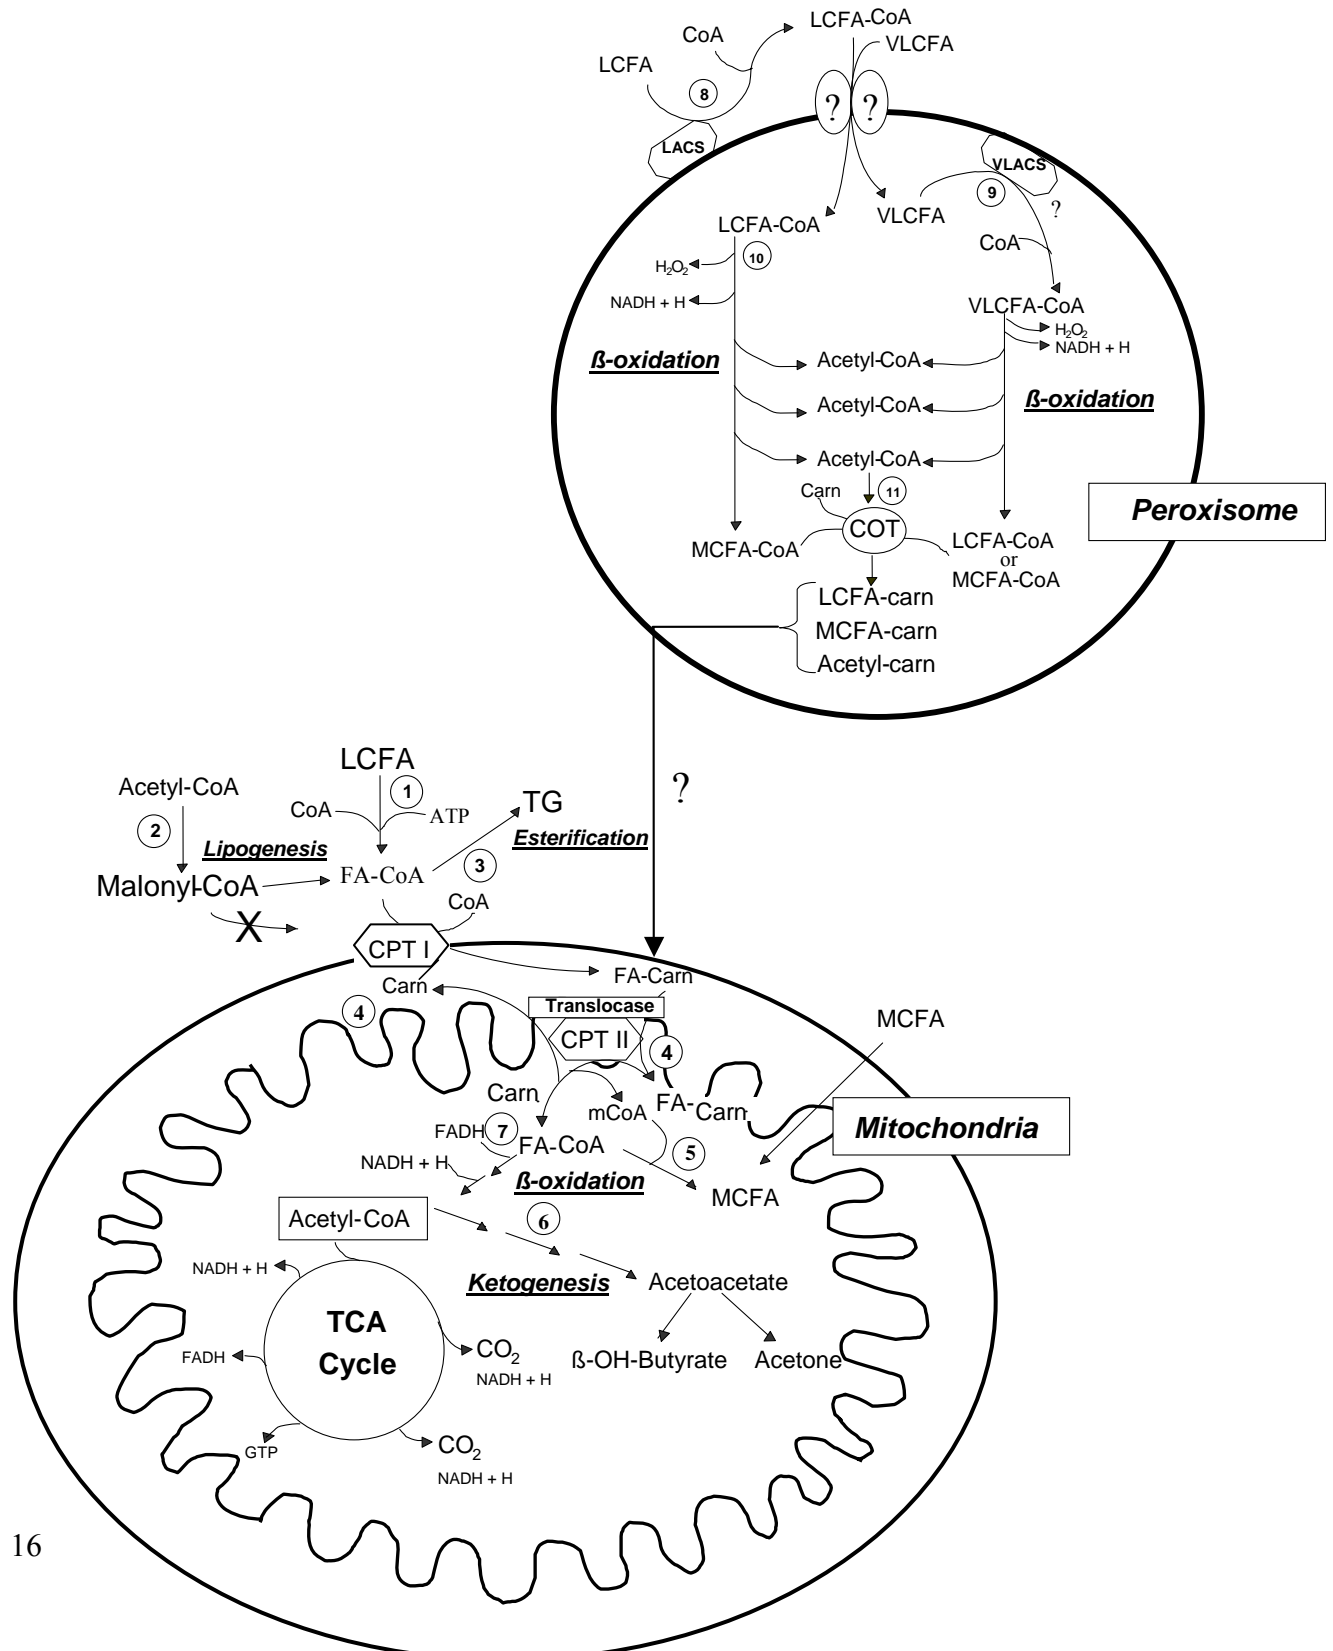 LCFA-CoA
CoA
VLCFA
LCFA
8
? ?
LACS
VLACS
9
?
VLCFA
LCFA-CoA
CoA
10
H2O2
NADH + H
VLCFA-CoA
H2O2
NADH + H
ß-oxidation
Acetyl-CoA
Acetyl-CoA
ß-oxidation
Acetyl-CoA
Carn
11
Peroxisome
COT
MCFA-CoA
LCFA-CoA
or
MCFA-CoA
LCFA-carn
MCFA-carn
Acetyl-carn
LCFA
Acetyl-CoA
1
CoA
ATP
TG
?
2
Lipogenesis
Esterification
3
Malonyl-CoA
FA-CoA
CoA
X
CPT I
FA-Carn
Carn
Translocase
4
MCFA
CPT II
4
Carn
mCoA
FA-Carn
Mitochondria
FADH
7
FA-CoA
5
NADH + H
ß-oxidation
MCFA
Acetyl-CoA
6
NADH + H
Ketogenesis
Acetoacetate
TCA
Cycle
FADH
CO2
NADH + H
ß-OH-Butyrate
Acetone
GTP
CO2
NADH + H
16